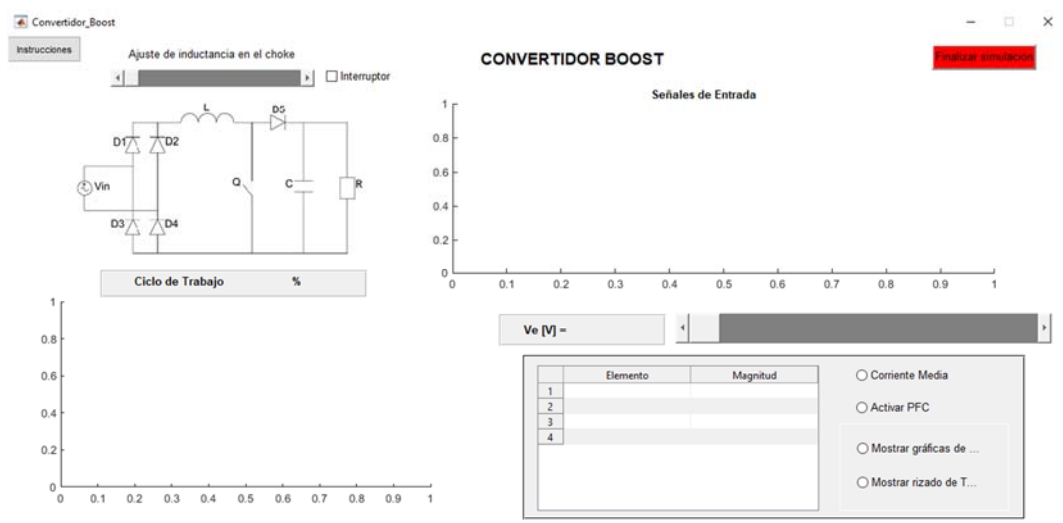 Convertidor_Boost
Instrucciones
Ajuste de inductancia en el choke
Interruptor
CONVERTIDOR BOOST
Finalizar simulacion
L
D5
D1
D2
Vin
Q
C
R
D3
D4
Ciclo de Trabajo %
1
0.8
0.6
0.4
0.2
0
0 0.1 0.2 0.3 0.4 0.5 0.6 0.7 0.8 0.9 1
Señales de Entrada
1
0.8
0.6
0.4
0.2
0
0 0.1 0.2 0.3 0.4 0.5 0.6 0.7 0.8 0.9 1
Ve [V] =
Elemento Magnitud
1
2
3
4
Corriente Media
Activar PFC
Mostrar gráficas de ...
Mostrar rizado de T...